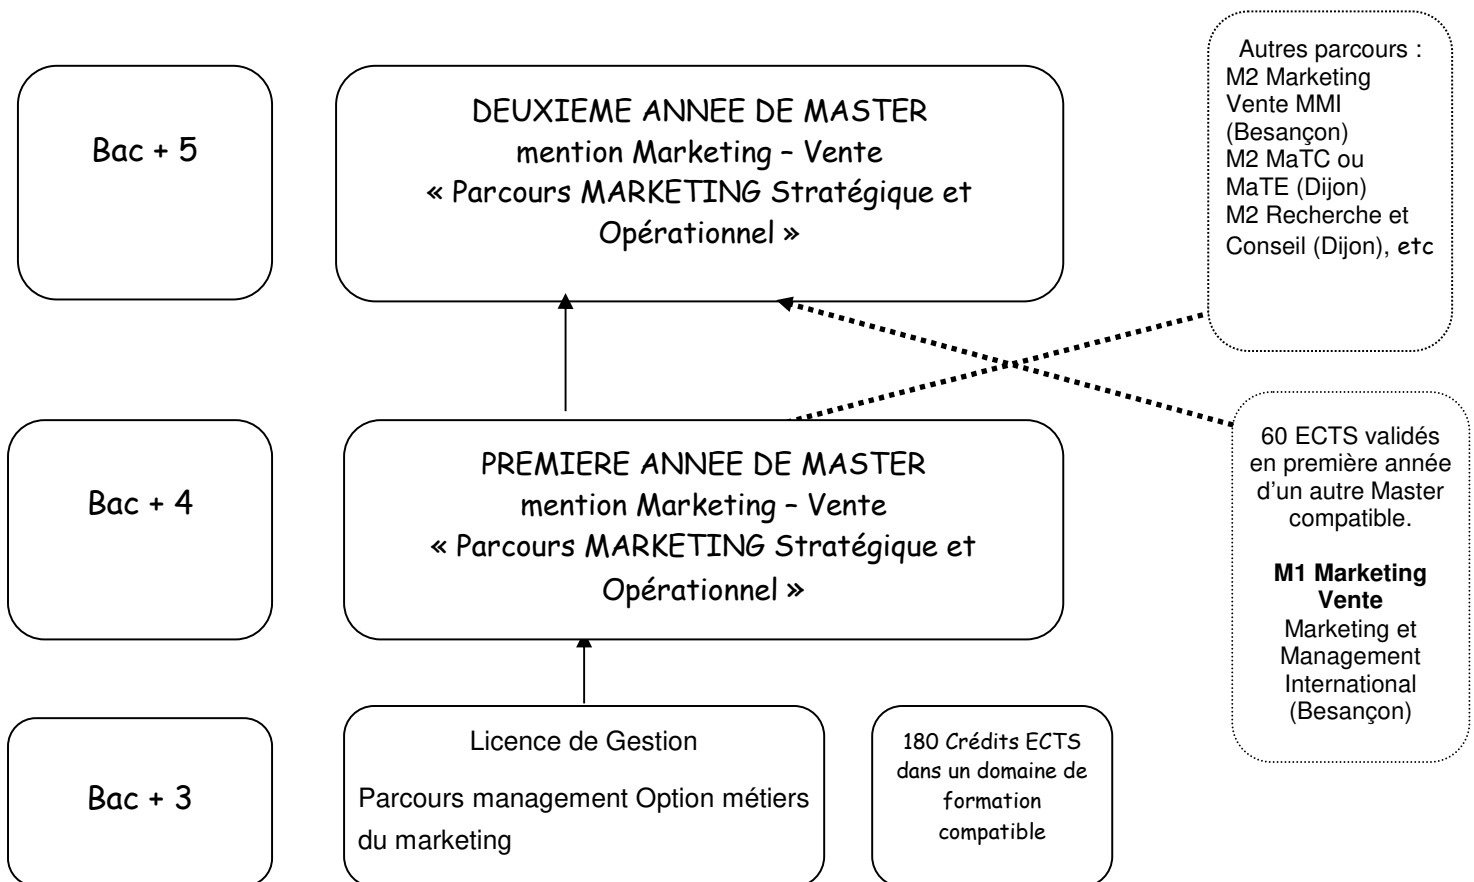 Bac + 5
DEUXIEME ANNEE DE MASTER
mention Marketing – Vente
« Parcours MARKETING Stratégique et
Opérationnel »
Autres parcours :
M2 Marketing
Vente MMI
(Besançon)
M2 MaTC ou
MaTE (Dijon)
M2 Recherche et
Conseil (Dijon), etc
Bac + 4
PREMIERE ANNEE DE MASTER
mention Marketing – Vente
« Parcours MARKETING Stratégique et
Opérationnel »
60 ECTS validés
en première année
d'un autre Master
compatible.
M1 Marketing
Vente
Marketing et
Management
International
(Besançon)
Bac + 3
Licence de Gestion
Parcours management Option métiers
du marketing
180 Crédits ECTS
dans un domaine de
formation
compatible